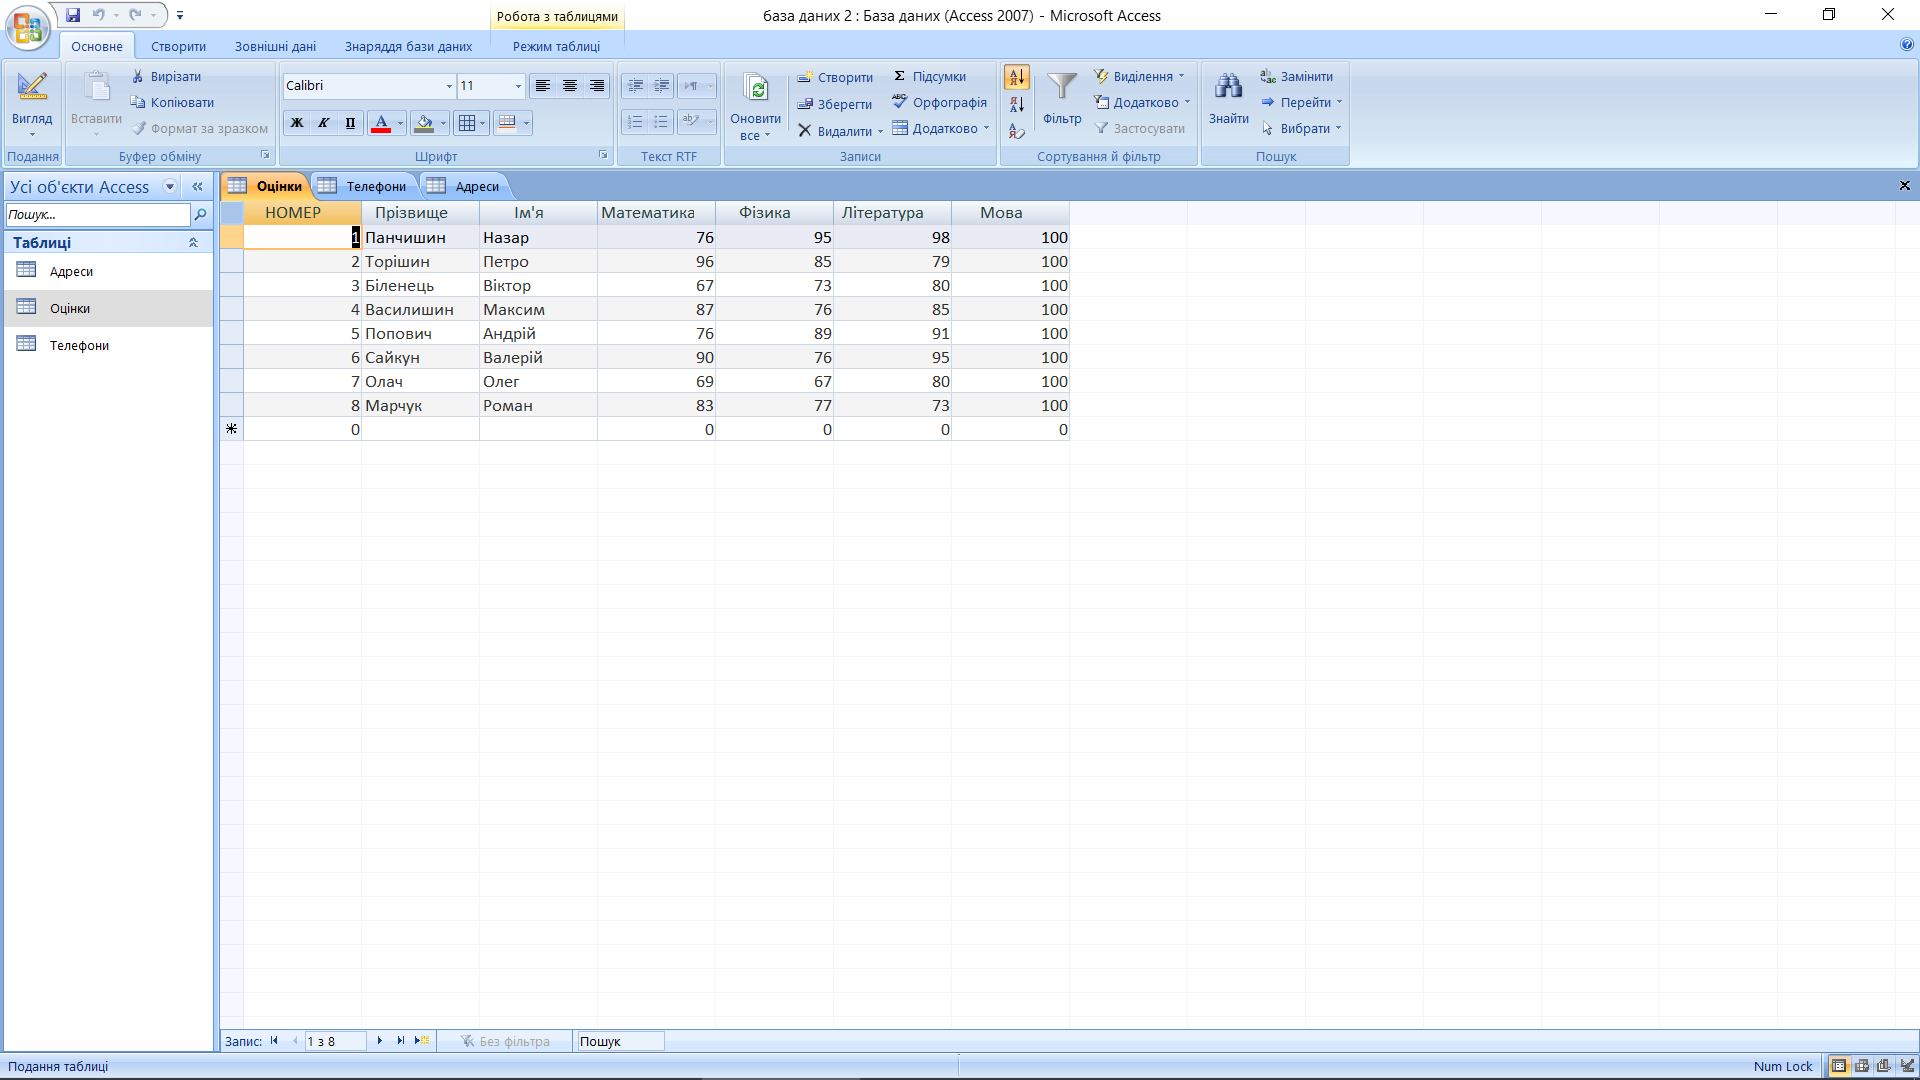 Робота з таблицями
база даних 2 : База даних (Access 2007) - Microsoft Access
Основне Створити Зовнішні дані Знаряддя бази даних Режим таблиці
Вигляд
Подання
Вставити
Вирізати
Копіювати
Формат за зразком
Буфер обміну
Calibri 11
Ж К П
Шрифт
Текст RTF
Оновити все
Створити
Зберегти
Видалити
Підсумки
Орфографія
Додатково
Записи
Фільтр
Виділення
Додатково
Застосувати
Сортування й фільтр
Знайти
Замінити
Перейти
Вибрати
Пошук
Усі об'єкти Access
Пошук...
Таблиці
Адреси
Оцінки
Телефони
Оцінки Телефони Адреси
НОМЕР Прізвище Ім'я Математика Фізика Література Мова
1 Панчишин Назар 76 95 98 100
2 Торішин Петро 96 85 79 100
3 Біленець Віктор 67 73 80 100
4 Василишин Максим 87 76 85 100
5 Попович Андрій 76 89 91 100
6 Сайкун Валерій 90 76 95 100
7 Олач Олег 69 67 80 100
8 Марчук Роман 83 77 73 100
0 0 0 0 0
Запис: 1 з 8 Без фільтра Пошук
Подання таблиці Num Lock